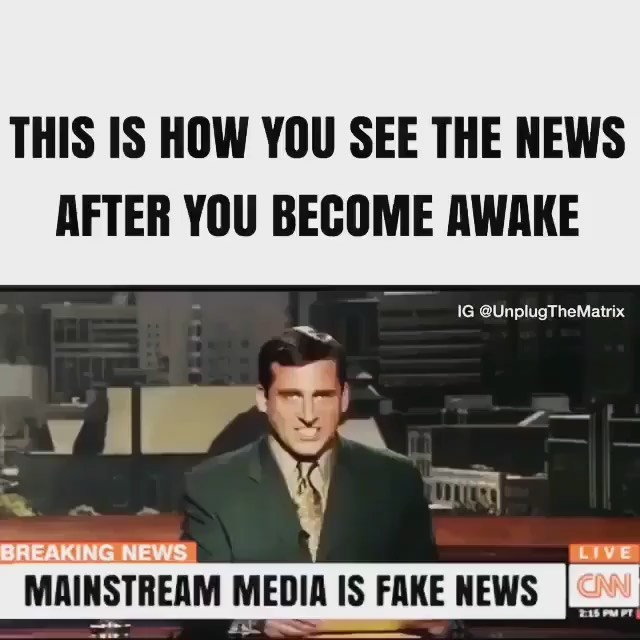 THIS IS HOW YOU SEE THE NEWS
AFTER YOU BECOME AWAKE
IG @UnplugTheMatrix
BREAKING NEWS
LIVE
MAINSTREAM MEDIA IS FAKE NEWS
CNN
2:15 PM PT